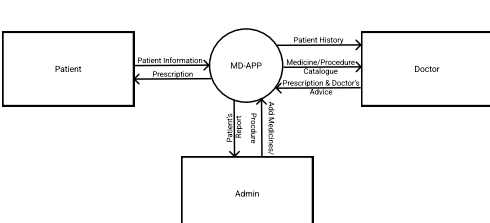 Patient History
Patient Information
Prescription
Patient
MD-APP
Medicine/Procedure
Catalogue
Prescription & Doctor's
Advice
Doctor
Patient's
Report
Add Medicines/
Procdure
Admin